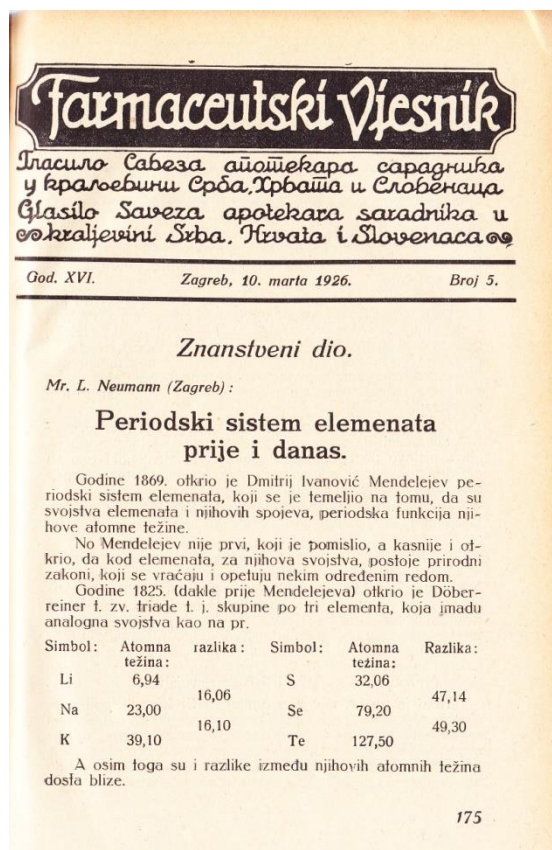 Farmaceutski Vjesnik
Гласило Савеза апотекара сарадника
у краљевини Срба, Хрвата и Словенаца
Glasilo Saveza apotekara saradnika u
kraljevini Srba, Hrvata i Slovenaca
God. XVI. Zagreb, 10. marta 1926. Broj 5.
Znanstveni dio.
Mr. L. Neumann (Zagreb) :
Periodski sistem elemenata
prije i danas.
Godine 1869. otkrio je Dmitrij Ivanović Mendelejev pe-
riodski sistem elemenata, koji se je temeljio na tomu, da su
svojstva elemenata i njihovih spojeva, periodska funkcija nji-
hove atomne težine.
No Mendelejev nije prvi, koji je pomislio, a kasnije i ot-
krio, da kod elemenata, za njihova svojstva, postoje prirodni
zakoni, koji se vraćaju i opetuju nekim određenim redom.
Godine 1825. (dakle prije Mendelejeva) otkrio je Döber-
reiner t. zv. triade t. j. skupine po tri elementa, koja imadu
analogna svojstva kao na pr.
Simbol: Atomna razlika: Simbol: Atomna Razlika:
težina: težina:
Li 6,94 S 32,06
16,06 47,14
Na 23,00 Se 79,20
16,10 49,30
K 39,10 Te 127,50
A osim toga su i razlike između njihovih atomnih težina
dosta blize.
175